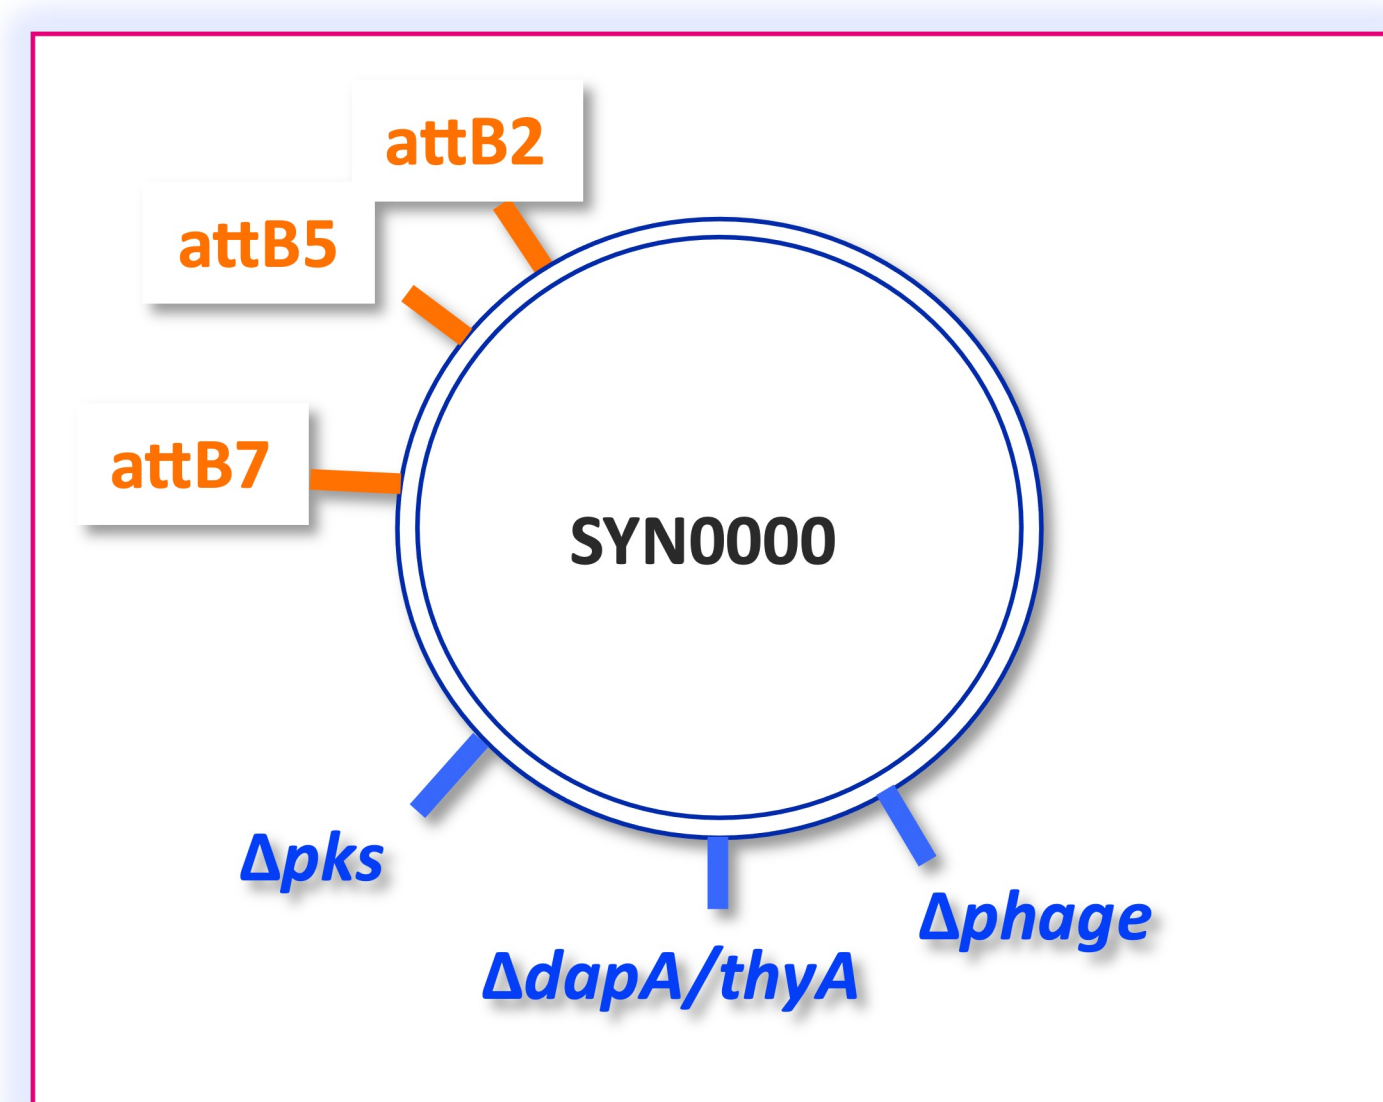 attB2
attB5
attB7
SYN0000
Δpks
Δphage
ΔdapA/thyA